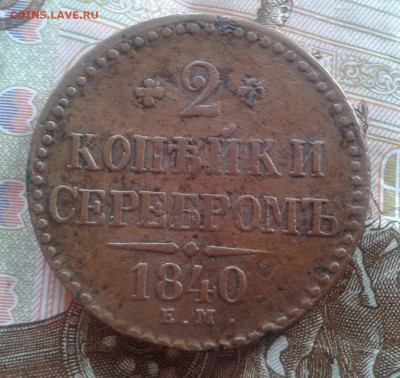 COINS.LAVE.RU
2
КОПѢЙКИ
СЕРЕБРОМЪ
1840
Е.М.